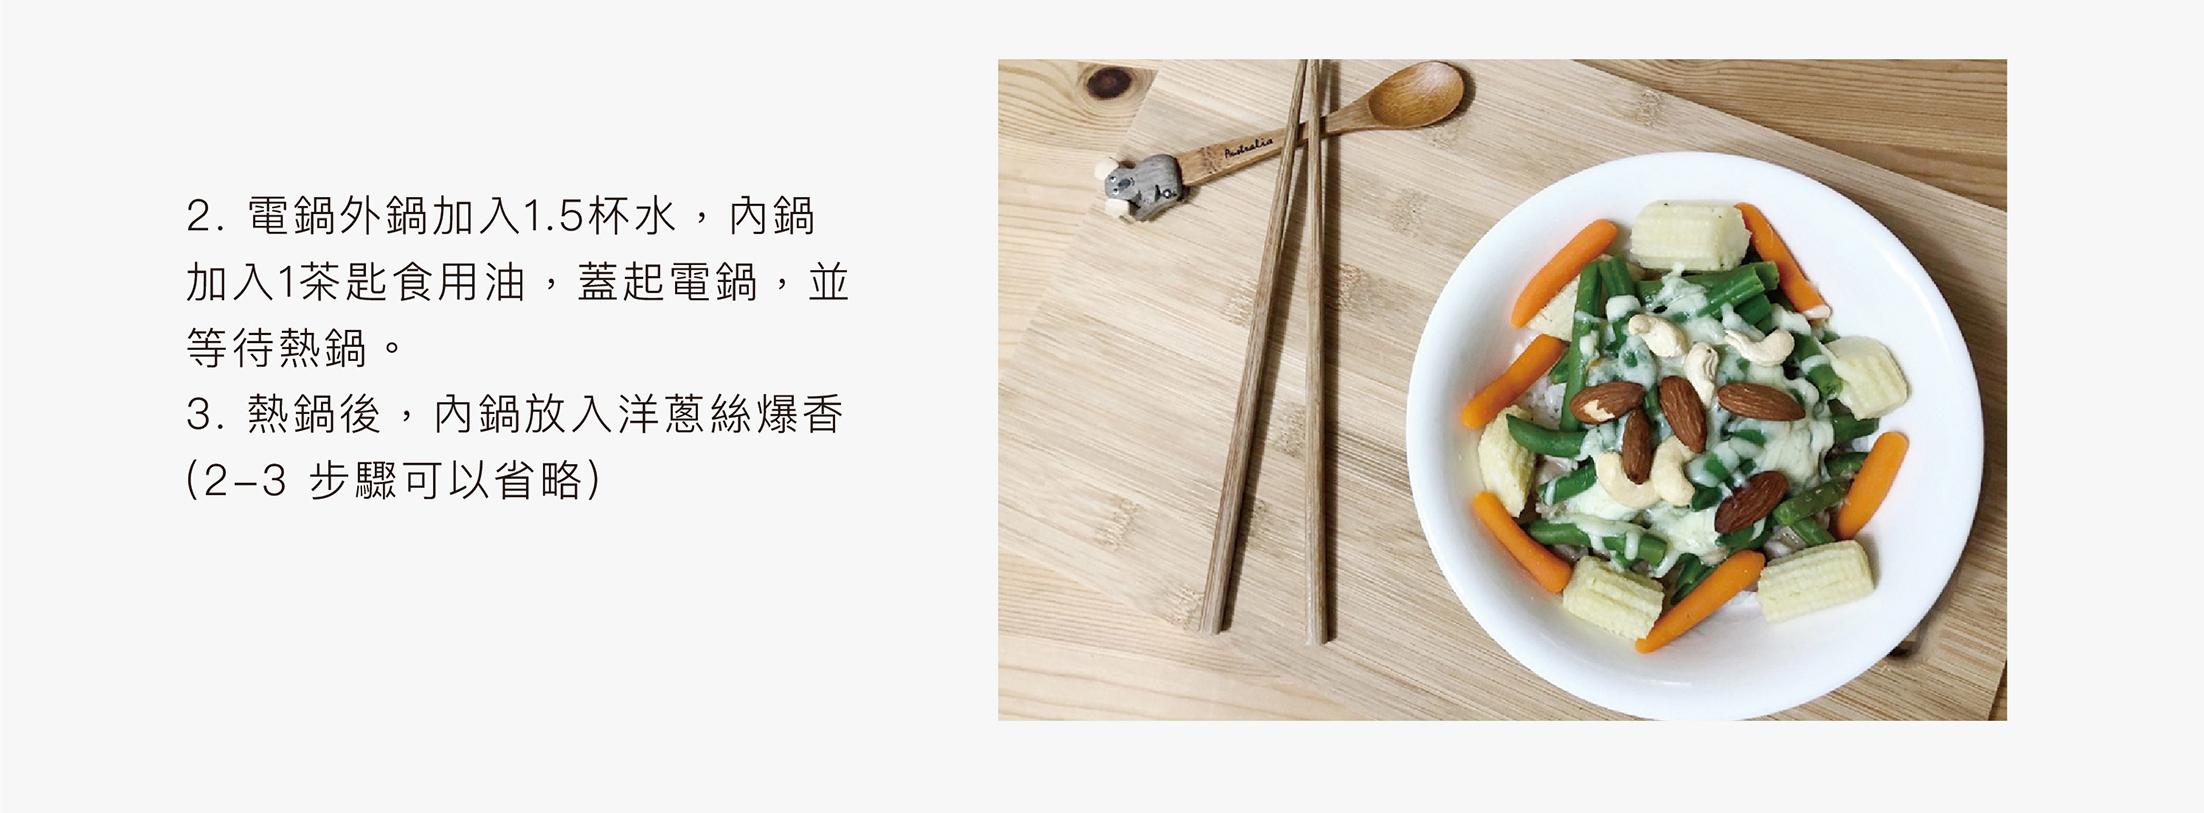 2. 電鍋外鍋加入1.5杯水，內鍋
加入1茶匙食用油，蓋起電鍋，並
等待熱鍋。
3. 熱鍋後，內鍋放入洋蔥絲爆香
(2–3 步驟可以省略)
Australia